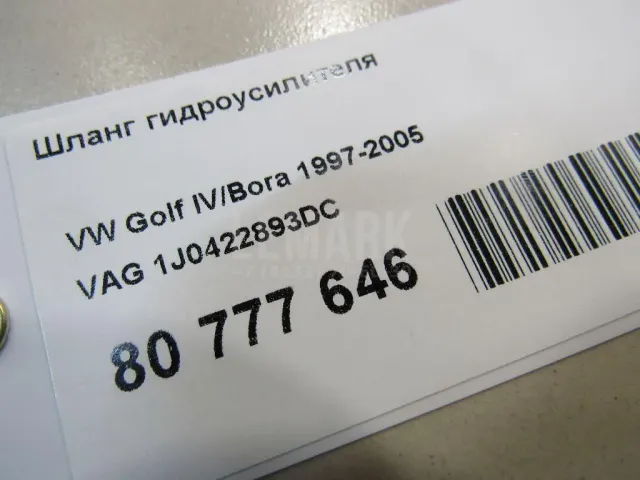 Шланг гидроусилителя
VW Golf IV/Bora 1997-2005
VAG 1J0422893DC
80 777 646